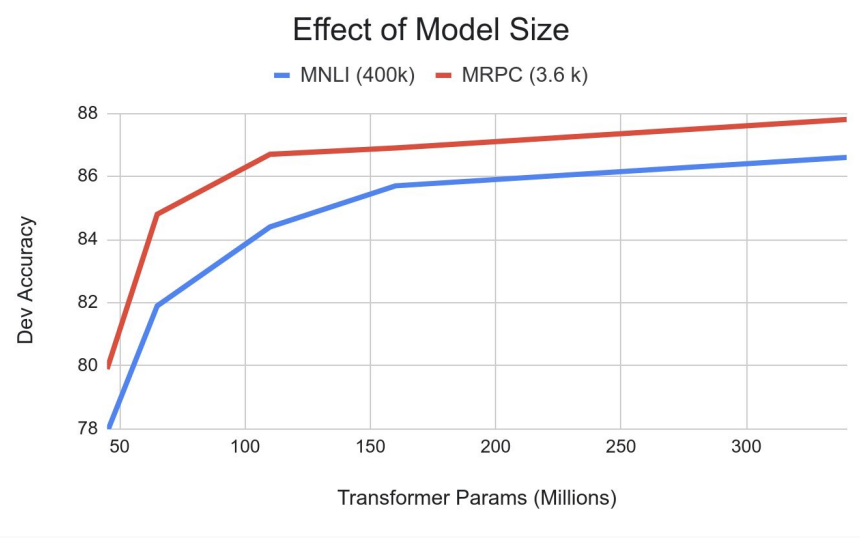 Effect of Model Size
MNLI (400k) MRPC (3.6 k)
88
86
84
82
80
78
Dev Accuracy
50 100 150 200 250 300
Transformer Params (Millions)